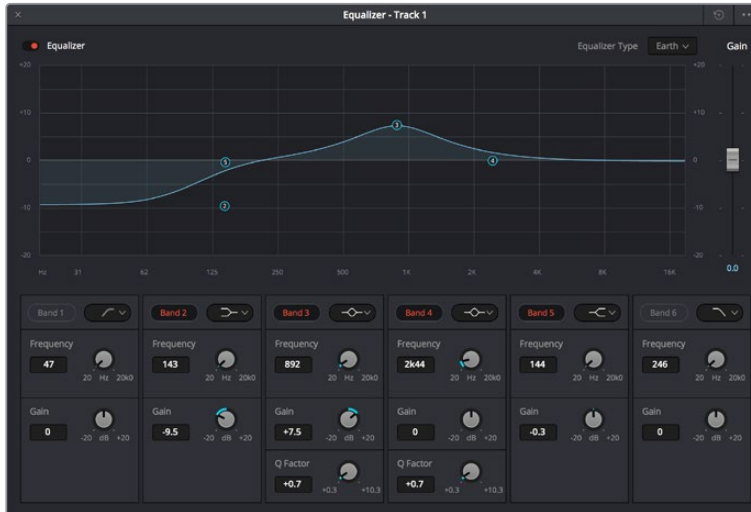 Equalizer - Track 1
Equalizer
Equalizer Type
Earth
Gain
+20
+10
0
-10
-20
+20
+10
0
-10
-20
5
3
4
2
Hz 31 62 125 250 500 1K 2K 4K 8K 16K
0.0
Band 1
Band 2
Band 3
Band 4
Band 5
Band 6
Frequency Frequency Frequency Frequency Frequency Frequency
47 143 892 2k44 144 246
20 Hz 20k0 20 Hz 20k0 20 Hz 20k0 20 Hz 20k0 20 Hz 20k0 20 Hz 20k0
Gain Gain Gain Gain Gain Gain
0 -9.5 +7.5 0 -0.3 0
-20 dB +20 -20 dB +20 -20 dB +20 -20 dB +20 -20 dB +20 -20 dB +20
Q Factor Q Factor
+0.7 +0.7
+0.3 +10.3 +0.3 +10.3